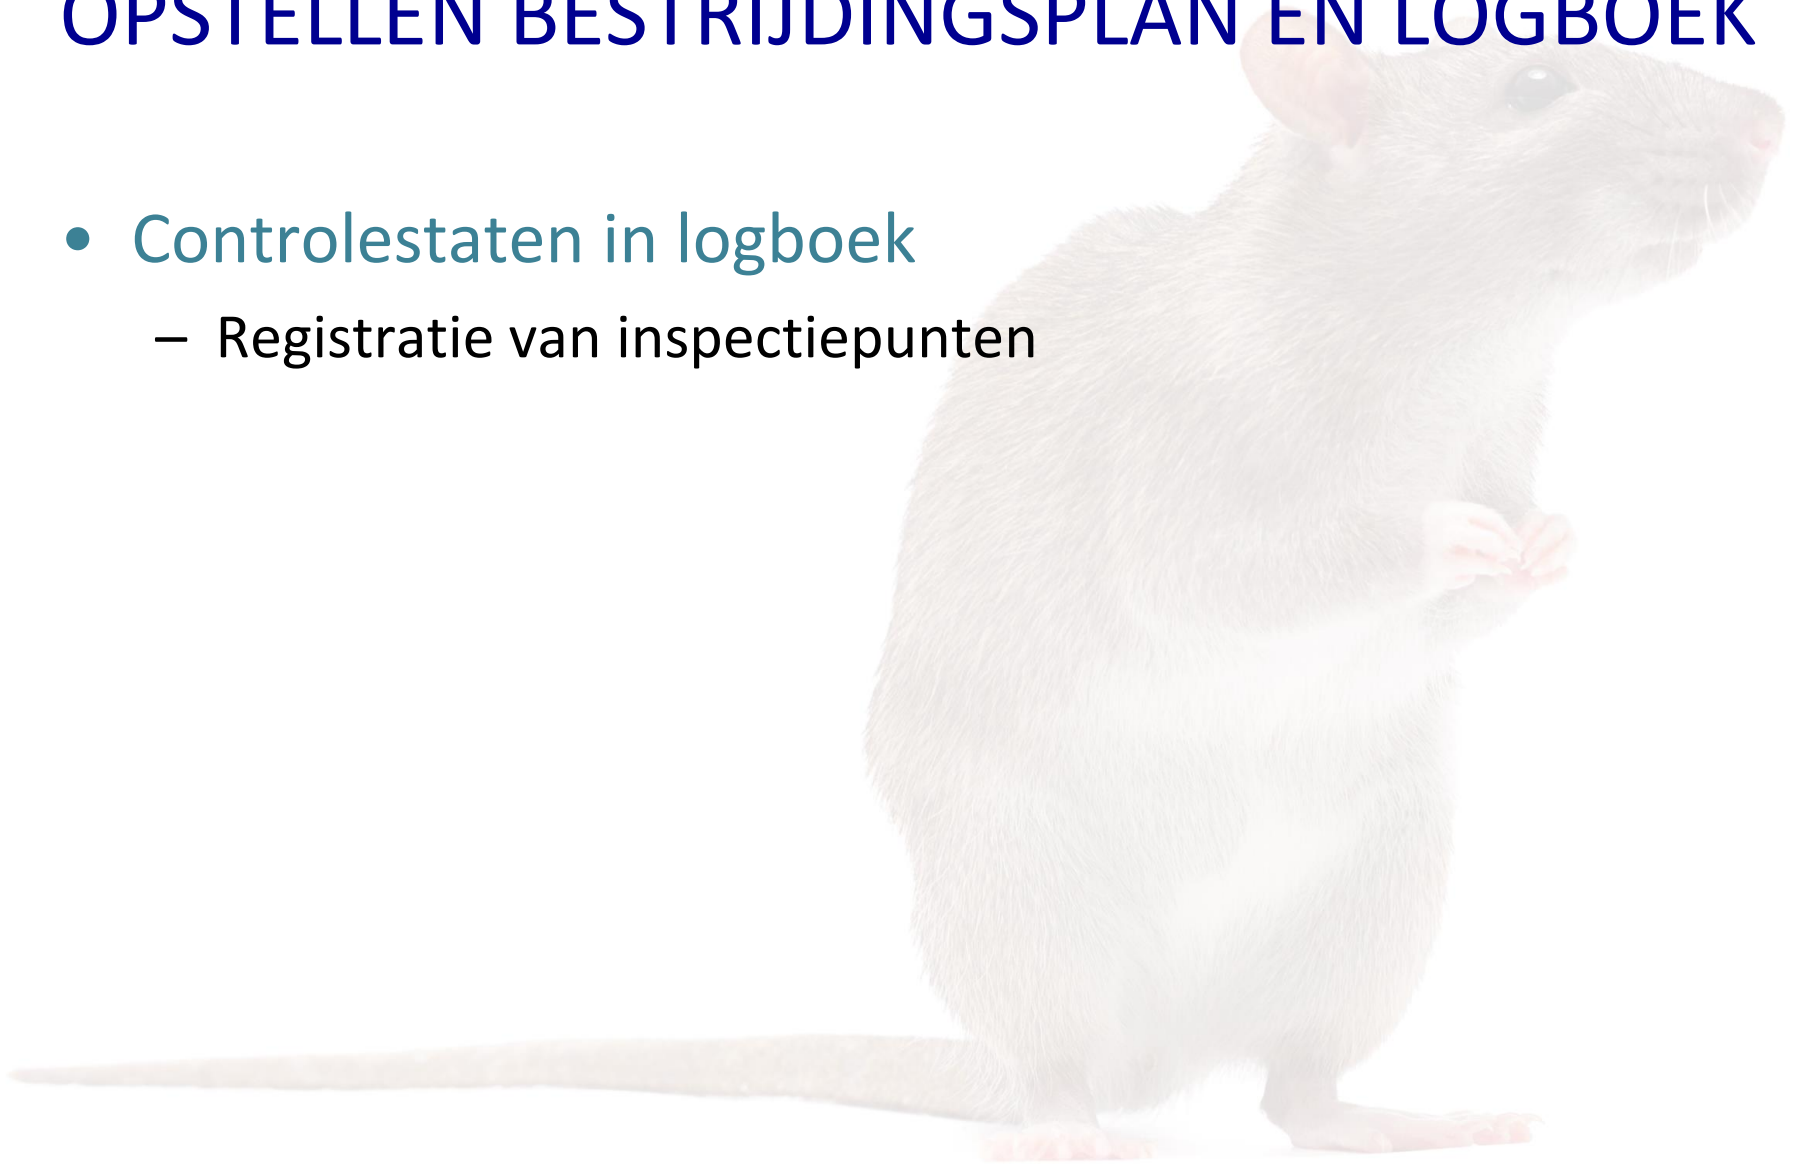 OPSTELLEN BESTRIJDINGSPLAN EN LOGBOEK
• Controlestaten in logboek
– Registratie van inspectiepunten